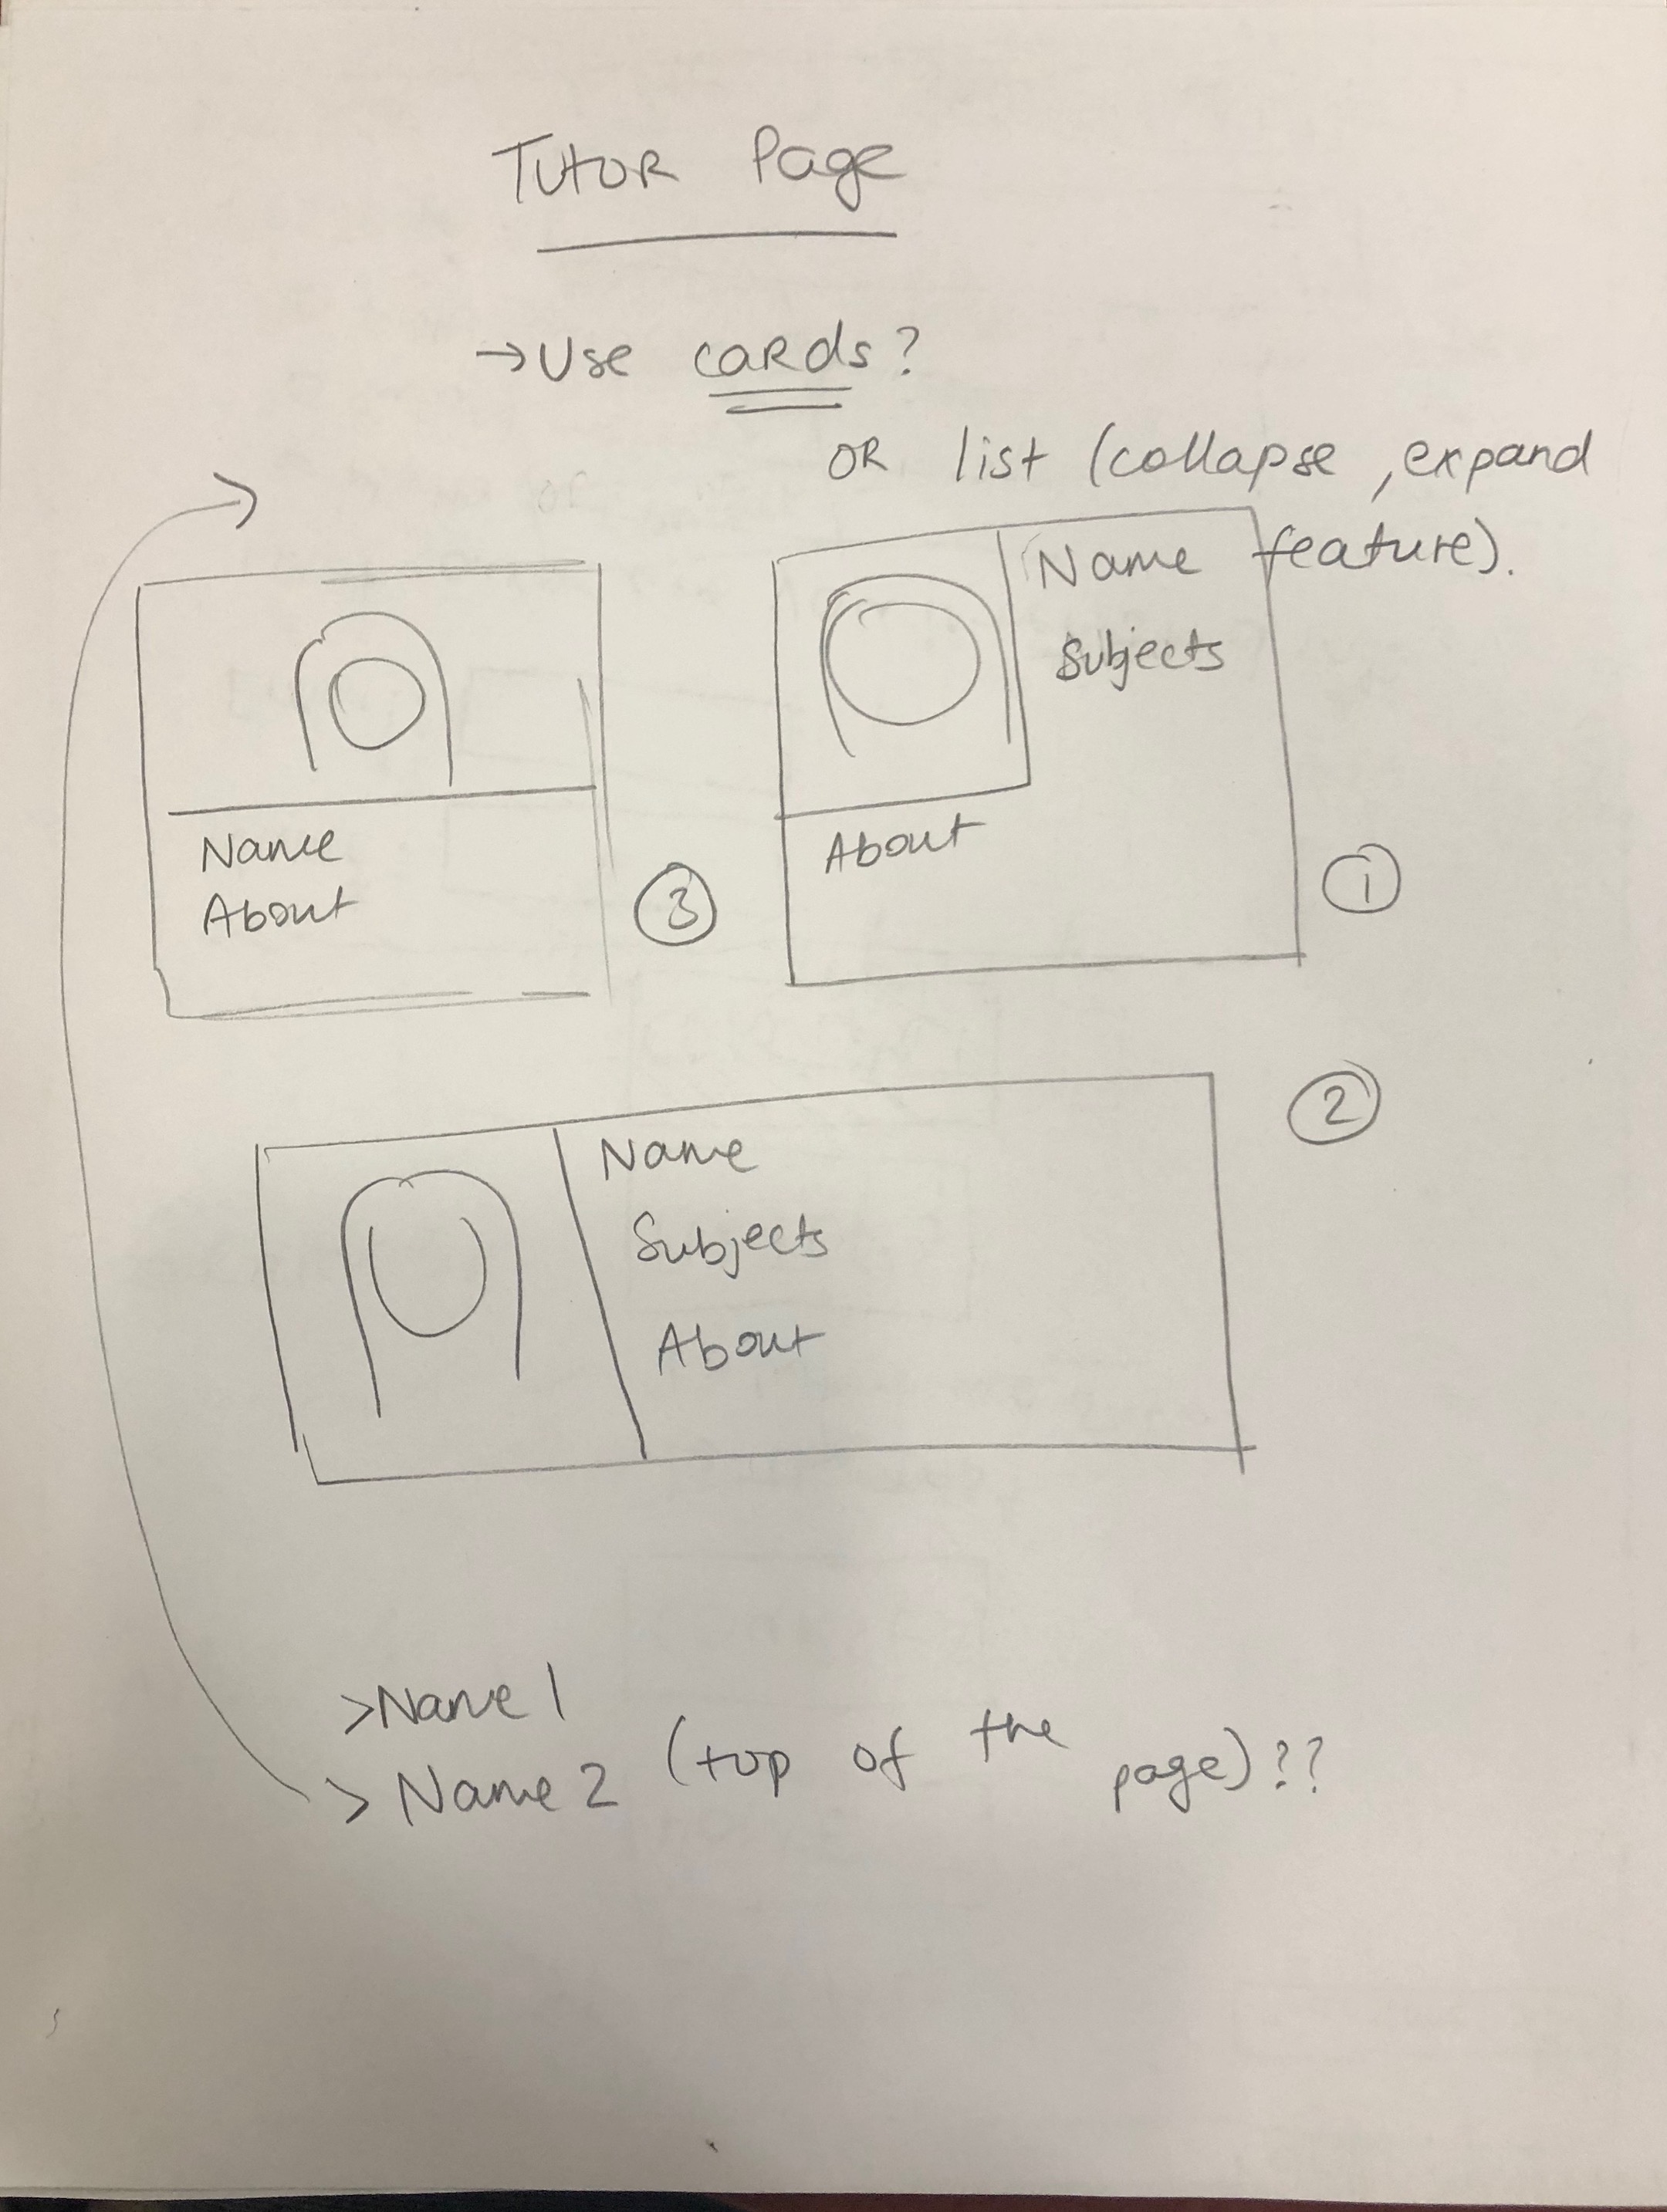 TUTOR Page
→ Use cards?
OR list (collapse, expand
feature).
Name
About
3
Name
Subjects
About
1
2
Name
Subjects
About
>Name 1
> Name 2 (top of the page)??